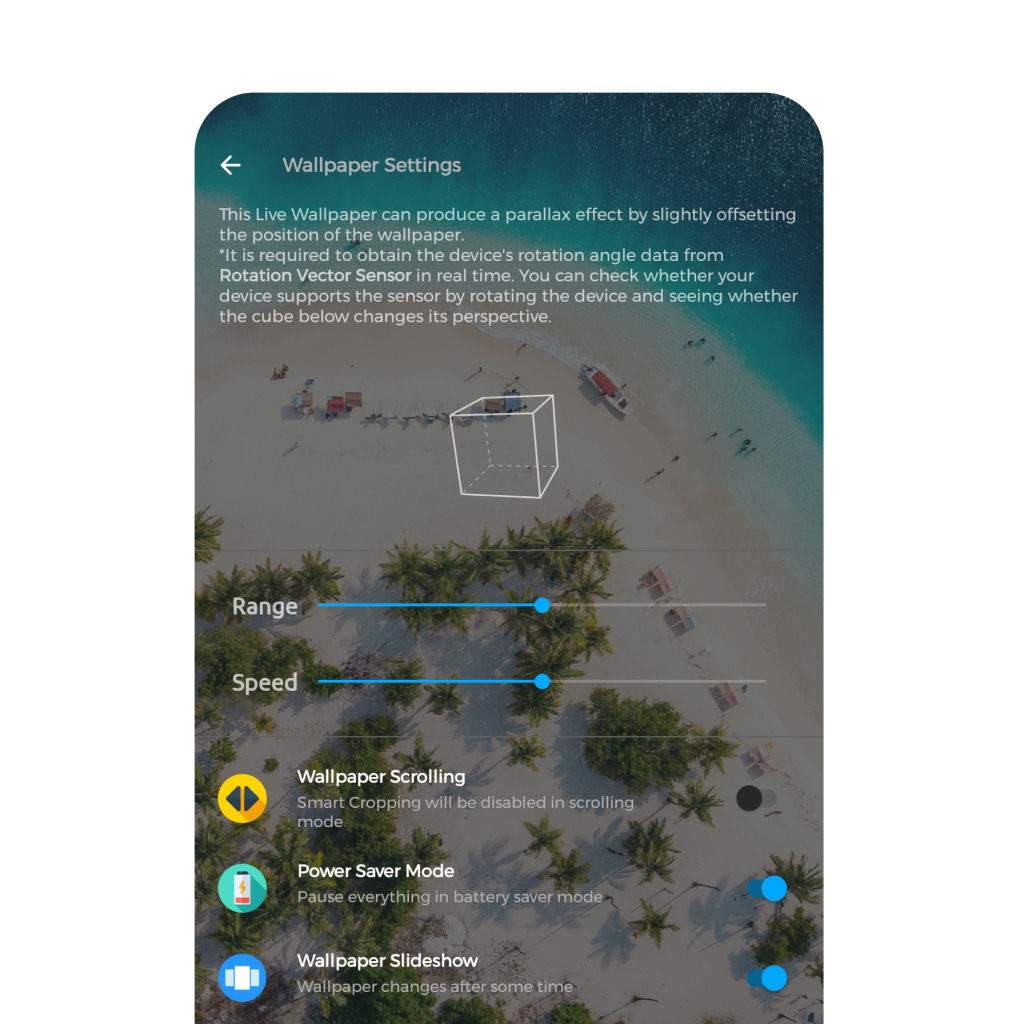 Wallpaper Settings
This Live Wallpaper can produce a parallax effect by slightly offsetting
the position of the wallpaper.
*It is required to obtain the device's rotation angle data from
Rotation Vector Sensor in real time. You can check whether your
device supports the sensor by rotating the device and seeing whether
the cube below changes its perspective.
Range
Speed
Wallpaper Scrolling
Smart Cropping will be disabled in scrolling
mode
Power Saver Mode
Pause everything in battery saver mode
Wallpaper Slideshow
Wallpaper changes after some time